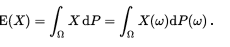 E(X) = ∫_Ω X dP = ∫_Ω X(ω)dP(ω) .